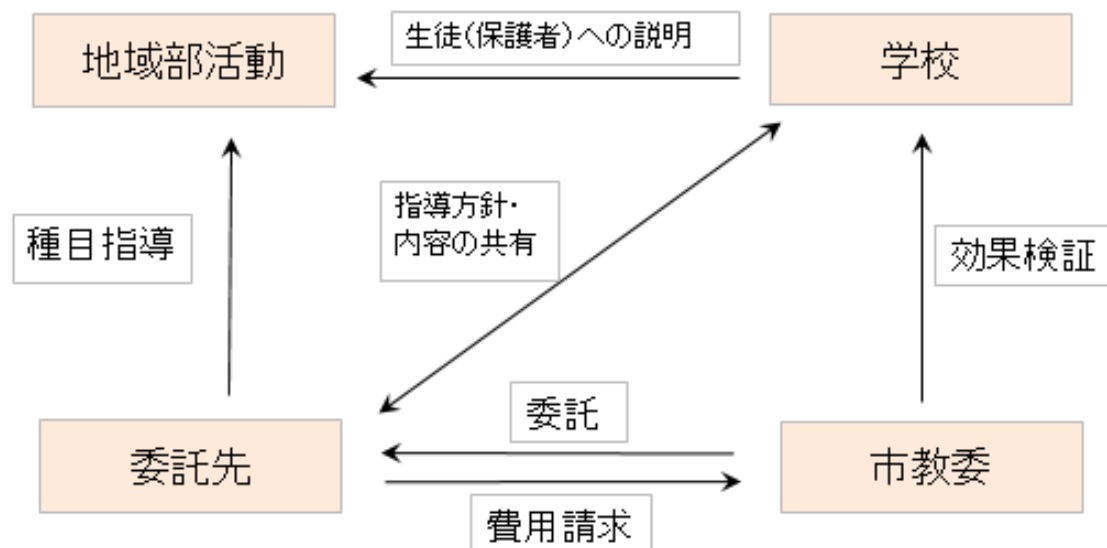 生徒(保護者)への説明
地域部活動
学校
指導方針・
内容の共有
種目指導
効果検証
委託
委託先
市教委
費用請求